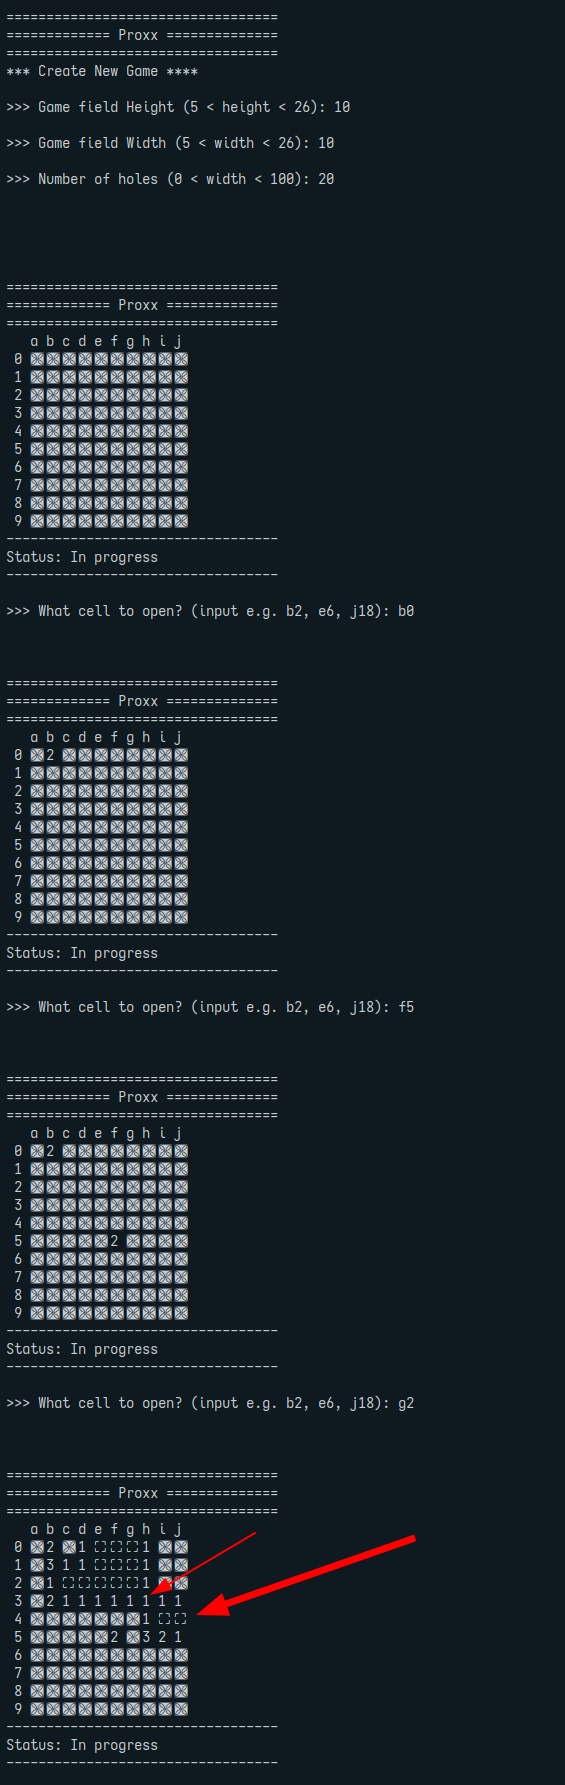 ==================================
============= Proxx ==============
==================================
*** Create New Game ****
>>> Game field Height (5 < height < 26): 10
>>> Game field Width (5 < width < 26): 10
>>> Number of holes (0 < width < 100): 20
==================================
============= Proxx ==============
==================================
a b c d e f g h i j
0
1
2
3
4
5
6
7
8
9
----------------------------------
Status: In progress
----------------------------------
>>> What cell to open? (input e.g. b2, e6, j18): b0
==================================
============= Proxx ==============
==================================
a b c d e f g h i j
0 2
1
2
3
4
5
6
7
8
9
----------------------------------
Status: In progress
----------------------------------
>>> What cell to open? (input e.g. b2, e6, j18): f5
==================================
============= Proxx ==============
==================================
a b c d e f g h i j
0 2
1
2
3
4
5 2
6
7
8
9
----------------------------------
Status: In progress
----------------------------------
>>> What cell to open? (input e.g. b2, e6, j18): g2
==================================
============= Proxx ==============
==================================
a b c d e f g h i j
0 2 1 1
1 3 1 1 1
2 1 1
3 2 1 1 1 1 1 1 1 1
4 1
5 2 3 2 1
6
7
8
9
----------------------------------
Status: In progress
----------------------------------